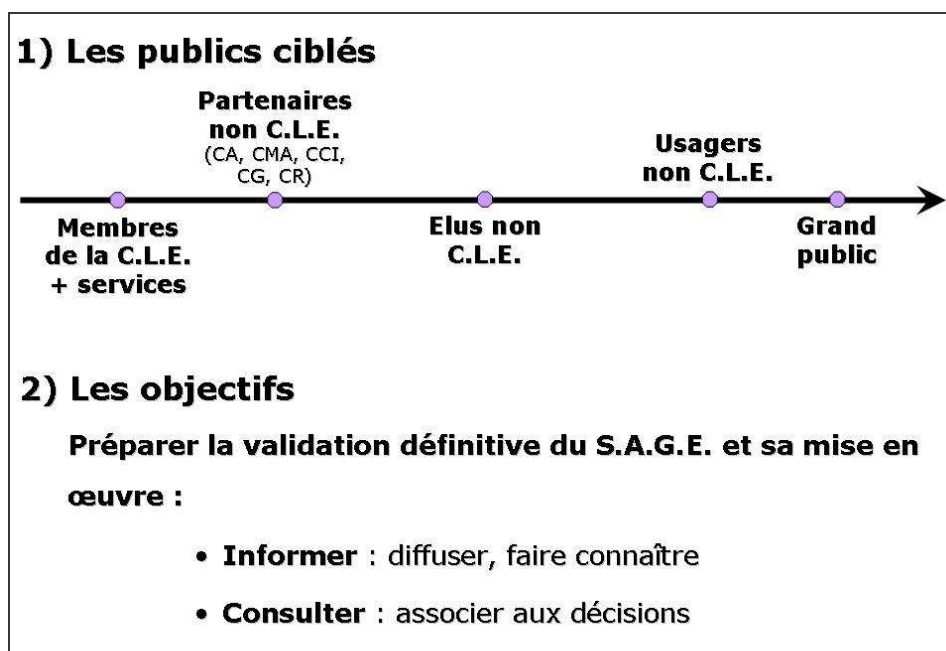 1) Les publics ciblés
Partenaires
non C.L.E.
(CA, CMA, CCI,
CG, CR)
Usagers
non C.L.E.
Membres
de la C.L.E.
+ services
Elus non
C.L.E.
Grand
public
2) Les objectifs
Préparer la validation définitive du S.A.G.E. et sa mise en
œuvre :
• Informer : diffuser, faire connaître
• Consulter : associer aux décisions